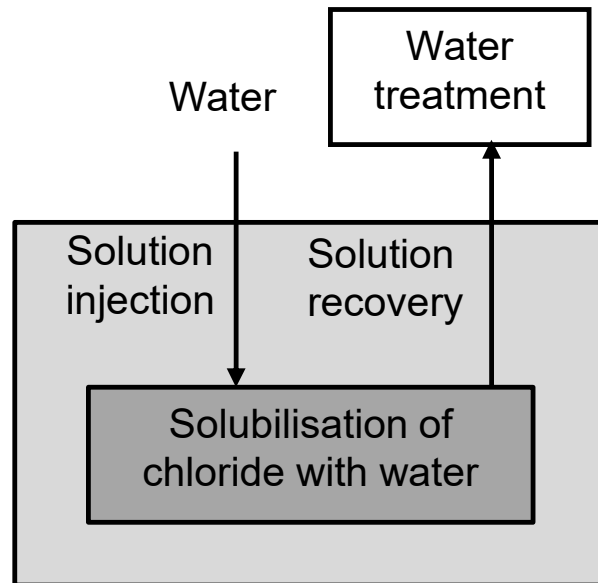 Water
treatment
Water
Solution
injection
Solution
recovery
Solubilisation of
chloride with water